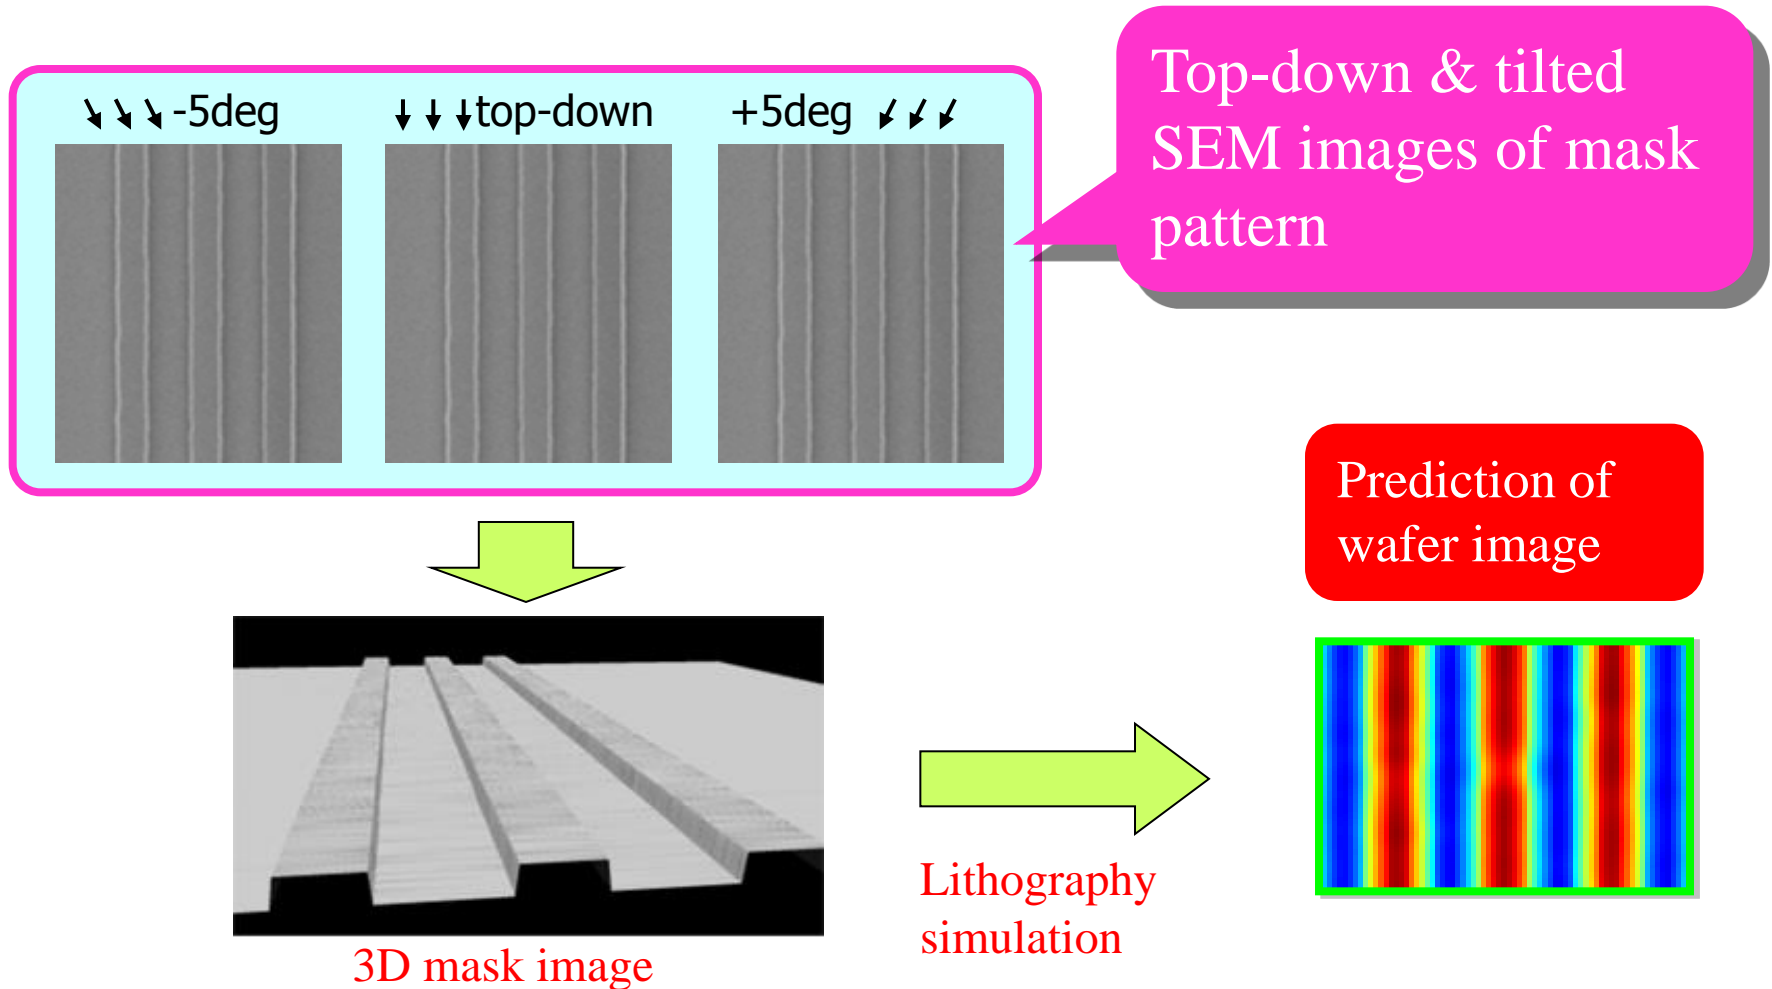 -5deg
top-down
+5deg
Top-down & tilted
SEM images of mask
pattern
Prediction of
wafer image
Lithography
simulation
3D mask image